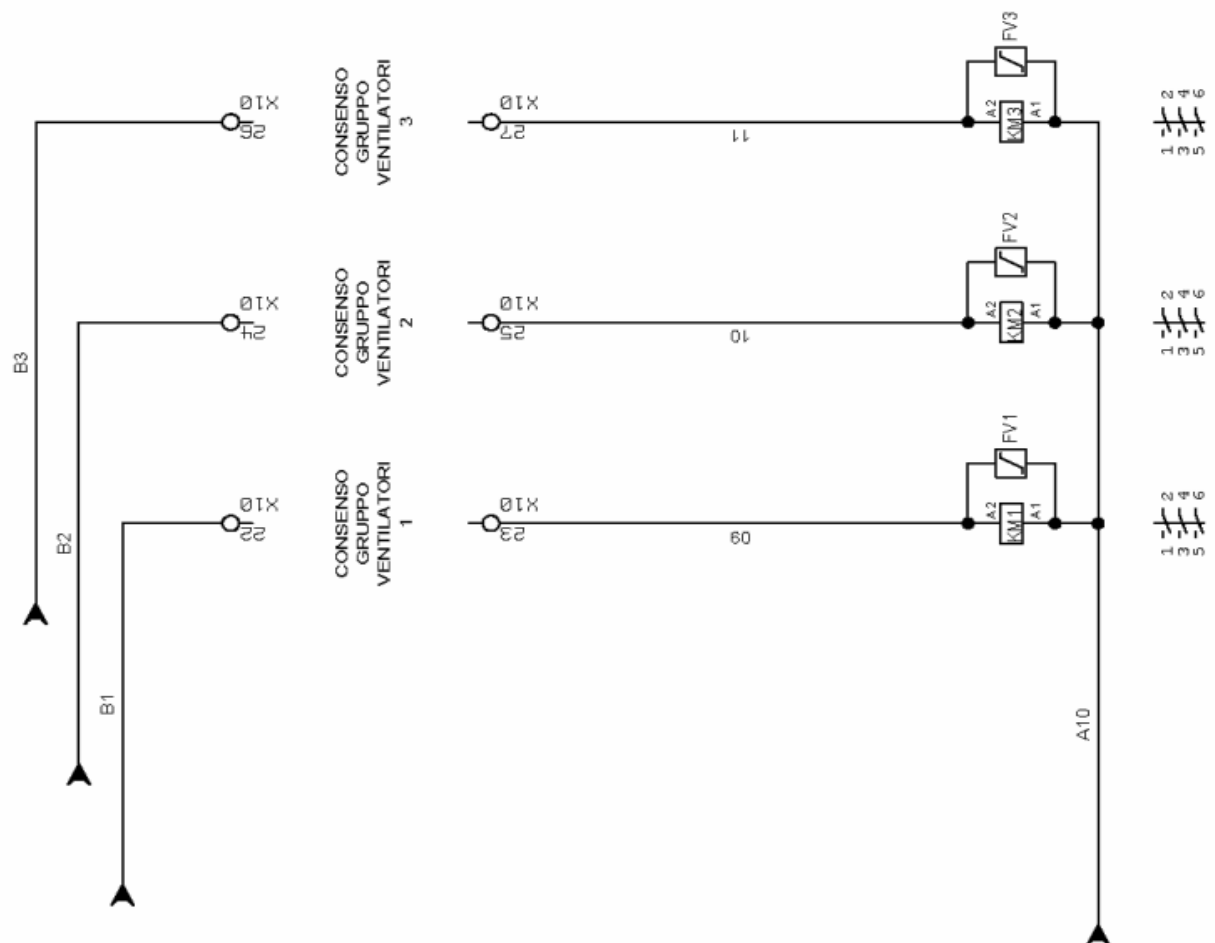 FV3
X10
26
CONSENSO
GRUPPO
VENTILATORI
3
X10
27
11
A2
KM3
A1
1 2
3 4
5 6
B3
FV2
X10
24
CONSENSO
GRUPPO
VENTILATORI
2
X10
25
10
A2
KM2
A1
1 2
3 4
5 6
B2
FV1
X10
22
CONSENSO
GRUPPO
VENTILATORI
1
X10
23
09
A2
KM1
A1
1 2
3 4
5 6
B1
A10